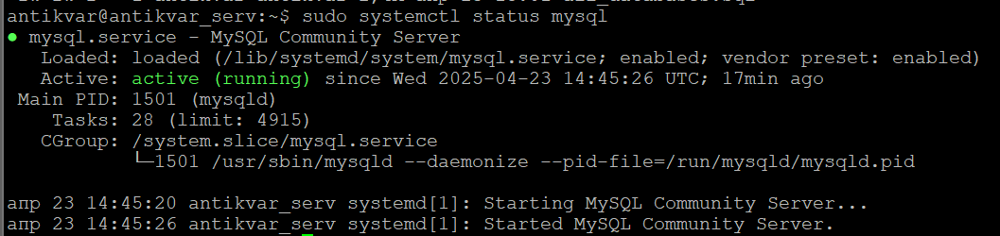 antikvar@antikvar_serv:~$ sudo systemctl status mysql
● mysql.service - MySQL Community Server
Loaded: loaded (/lib/systemd/system/mysql.service; enabled; vendor preset: enabled)
Active: active (running) since Wed 2025-04-23 14:45:26 UTC; 17min ago
Main PID: 1501 (mysqld)
Tasks: 28 (limit: 4915)
CGroup: /system.slice/mysql.service
└─1501 /usr/sbin/mysqld --daemonize --pid-file=/run/mysqld/mysqld.pid
апр 23 14:45:20 antikvar_serv systemd[1]: Starting MySQL Community Server...
апр 23 14:45:26 antikvar_serv systemd[1]: Started MySQL Community Server.